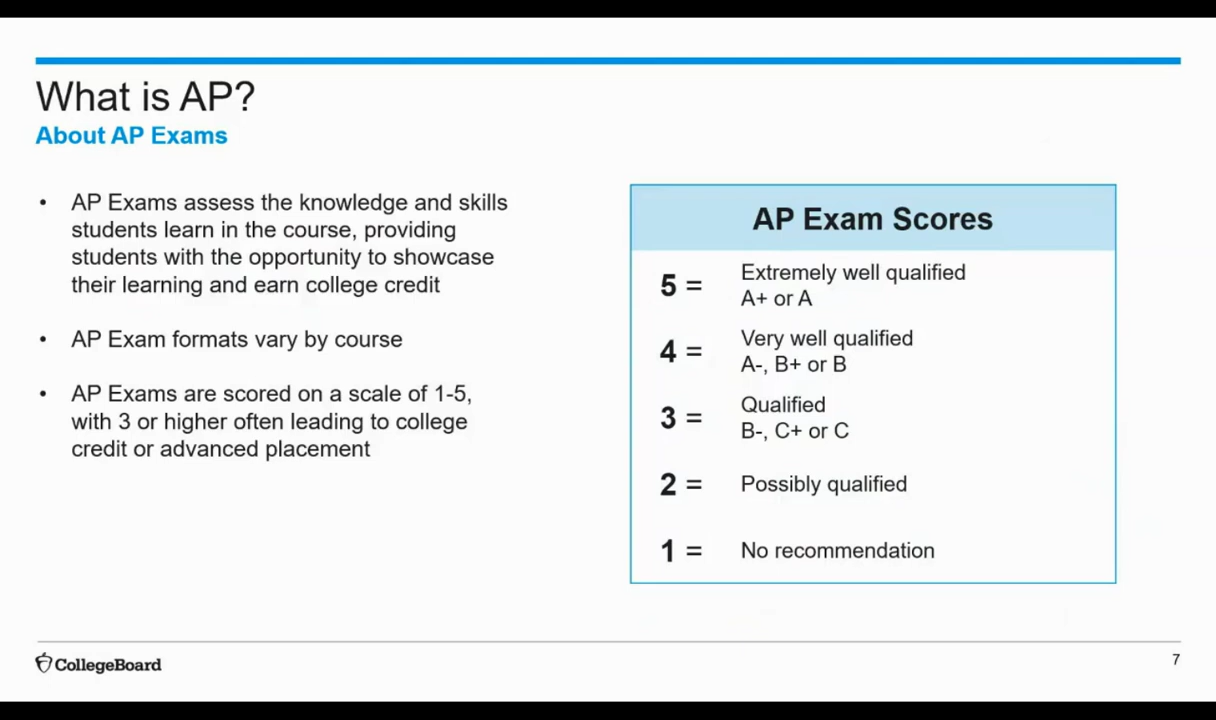 What is AP?
About AP Exams
• AP Exams assess the knowledge and skills
students learn in the course, providing
students with the opportunity to showcase
their learning and earn college credit
• AP Exam formats vary by course
• AP Exams are scored on a scale of 1-5,
with 3 or higher often leading to college
credit or advanced placement
AP Exam Scores
5 = Extremely well qualified
A+ or A
4 = Very well qualified
A-, B+ or B
3 = Qualified
B-, C+ or C
2 = Possibly qualified
1 = No recommendation
CollegeBoard
7